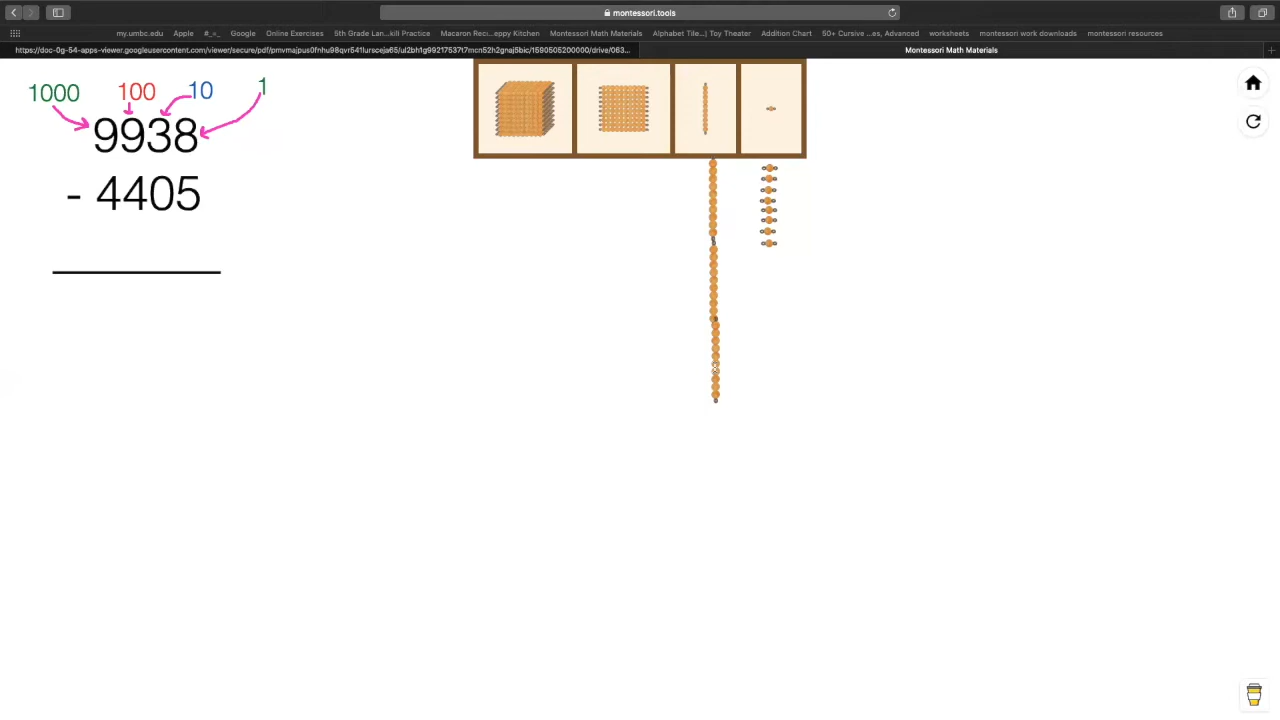 montessori.tools
my.umbc.edu Apple #_=_ Google Online Exercises 5th Grade Lan....kill Practice Macaron Reci...eppy Kitchen Montessori Math Materials Alphabet Tile...| Toy Theater Addition Chart 50+ Cursive ...es, Advanced worksheets montessori work downloads montessori resources
Montessori Math Materials
1000 100 10 1
9938
- 4405